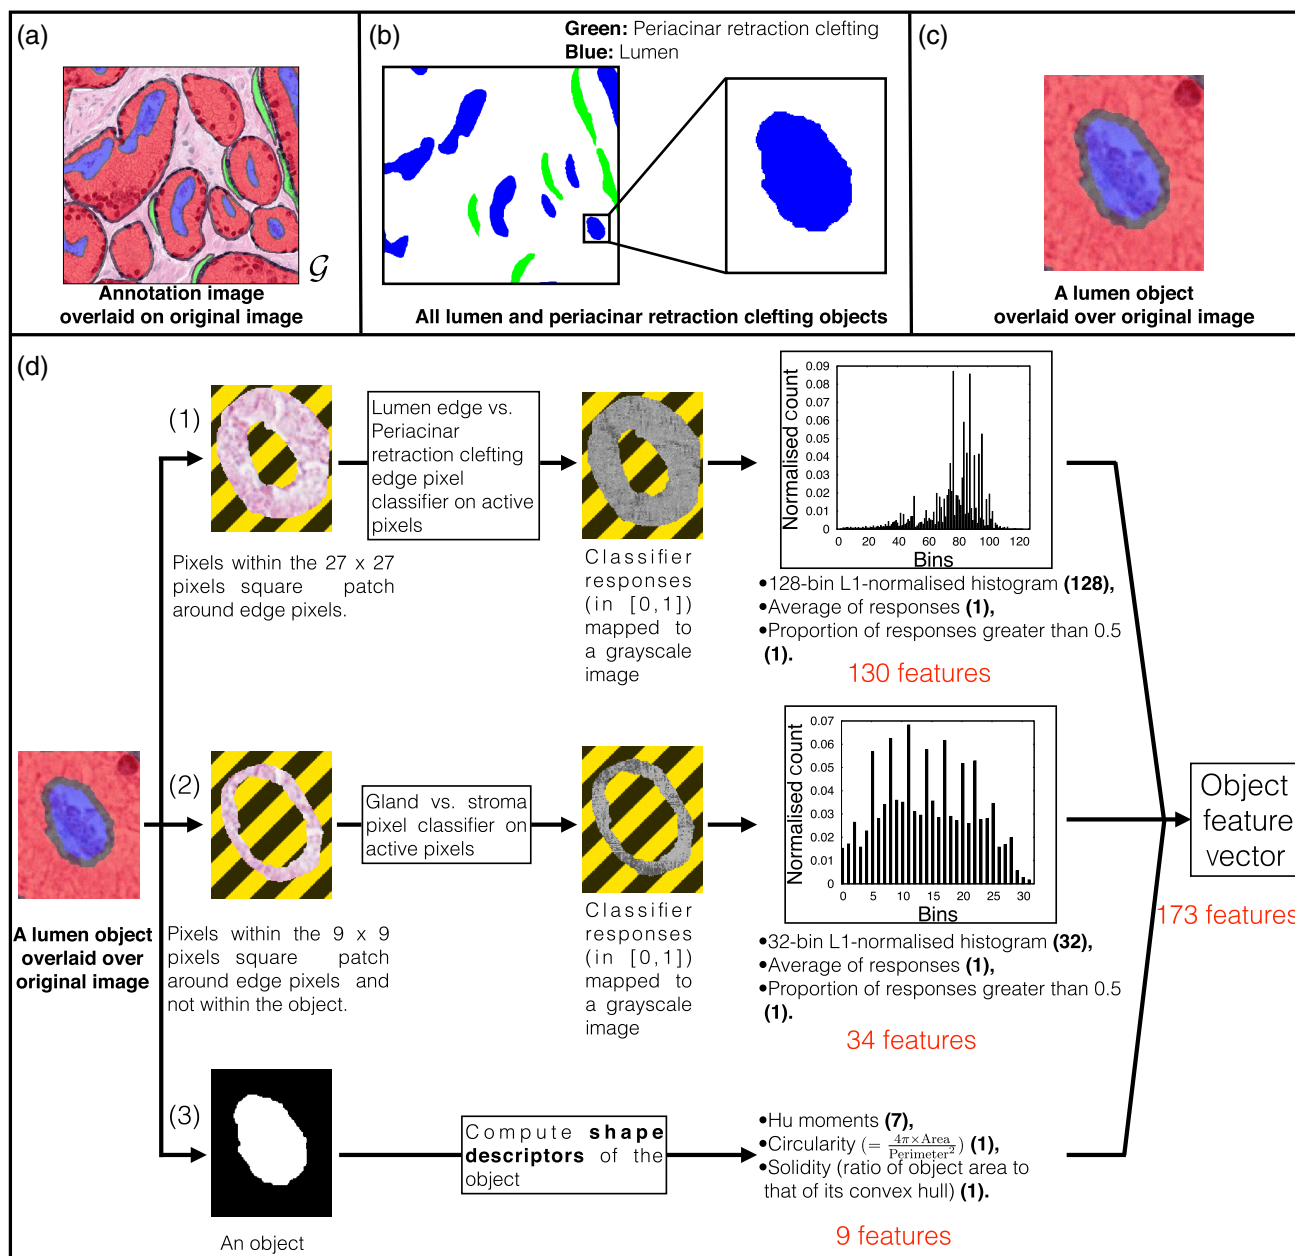 (a)
𝒢
Annotation image
overlaid on original image
(b)
Green: Periacinar retraction clefting
Blue: Lumen
All lumen and periacinar retraction clefting objects
(c)
A lumen object
overlaid over original image
(d)
A lumen object
overlaid over
original image
(1)
Pixels within the 27 x 27
pixels square patch
around edge pixels.
Lumen edge vs.
Periacinar
retraction clefting
edge pixel
classifier on active
pixels
Classifier
responses
(in [0,1])
mapped to
a grayscale
image
Normalised count
0.09
0.08
0.07
0.06
0.05
0.04
0.03
0.02
0.01
0
0 20 40 60 80 100 120
Bins
•128-bin L1-normalised histogram (128),
•Average of responses (1),
•Proportion of responses greater than 0.5
(1).
130 features
(2)
Pixels within the 9 x 9
pixels square patch
around edge pixels and
not within the object.
Gland vs. stroma
pixel classifier on
active pixels
Classifier
responses
(in [0,1])
mapped to
a grayscale
image
Normalised count
0.07
0.06
0.05
0.04
0.03
0.02
0.01
0
0 5 10 15 20 25 30
Bins
•32-bin L1-normalised histogram (32),
•Average of responses (1),
•Proportion of responses greater than 0.5
(1).
34 features
(3)
An object
Compute shape
descriptors of the
object
•Hu moments (7),
•Circularity (= 4π×Area / Perimeter²) (1),
•Solidity (ratio of object area to
that of its convex hull) (1).
9 features
Object
feature
vector
173 features